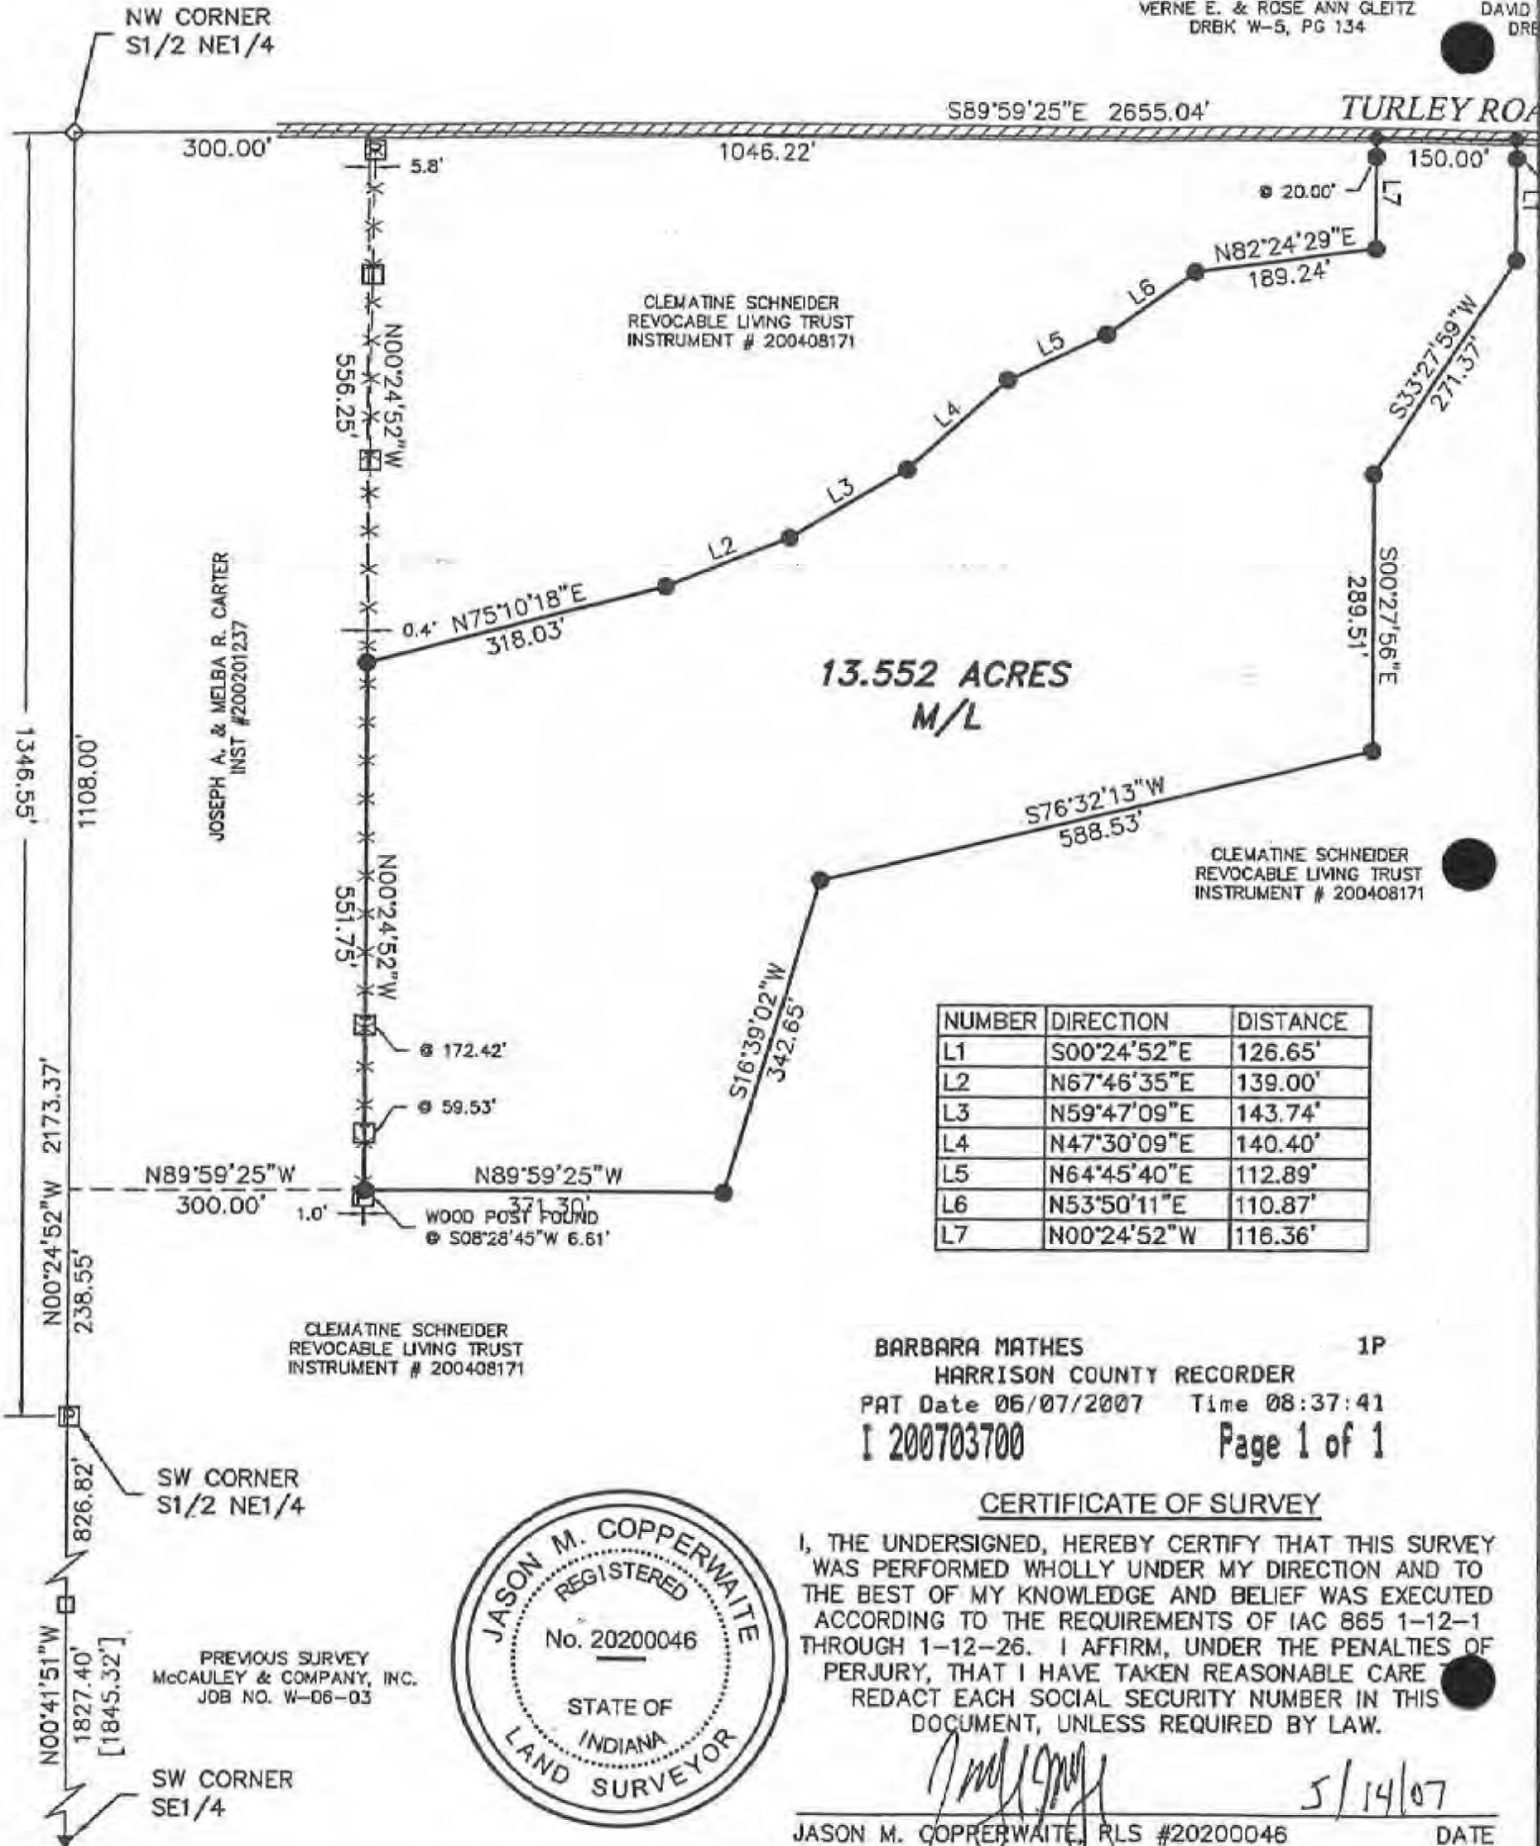 NW CORNER
S1/2 NE1/4
VERNE E. & ROSE ANN GLEITZ
DRBK W-5, PG 134
DAVID
S89°59'25"E 2655.04'
TURLEY ROA
300.00'
5.8'
1046.22'
150.00'
@ 20.00'
L7
L1
N82°24'29"E
189.24'
L6
L5
L4
L3
L2
CLEMATINE SCHNEIDER
REVOCABLE LIVING TRUST
INSTRUMENT # 200408171
N00°24'52"W
556.25'
S33°27'59"W
271.37'
JOSEPH A. & MELBA R. CARTER
INST #200201237
0.4'
N75°10'18"E
318.03'
S00°27'56"E
289.51'
13.552 ACRES
M/L
1346.55'
1108.00'
S76°32'13"W
588.53'
CLEMATINE SCHNEIDER
REVOCABLE LIVING TRUST
INSTRUMENT # 200408171
N00°24'52"W
551.75'
S16°39'02"W
342.65'
@ 172.42'
@ 59.53'
NUMBER DIRECTION DISTANCE
L1 S00°24'52"E 126.65'
L2 N67°46'35"E 139.00'
L3 N59°47'09"E 143.74'
L4 N47°30'09"E 140.40'
L5 N64°45'40"E 112.89'
L6 N53°50'11"E 110.87'
L7 N00°24'52"W 116.36'
N00°24'52"W 2173.37'
N89°59'25"W
300.00'
1.0'
N89°59'25"W
371.30'
WOOD POST FOUND
@ S08°28'45"W 6.61'
238.55'
CLEMATINE SCHNEIDER
REVOCABLE LIVING TRUST
INSTRUMENT # 200408171
BARBARA MATHES 1P
HARRISON COUNTY RECORDER
PAT Date 06/07/2007 Time 08:37:41
I 200703700 Page 1 of 1
P
SW CORNER
S1/2 NE1/4
826.82'
CERTIFICATE OF SURVEY
I, THE UNDERSIGNED, HEREBY CERTIFY THAT THIS SURVEY
WAS PERFORMED WHOLLY UNDER MY DIRECTION AND TO
THE BEST OF MY KNOWLEDGE AND BELIEF WAS EXECUTED
ACCORDING TO THE REQUIREMENTS OF IAC 865 1-12-1
THROUGH 1-12-26. I AFFIRM, UNDER THE PENALTIES OF
PERJURY, THAT I HAVE TAKEN REASONABLE CARE
REDACT EACH SOCIAL SECURITY NUMBER IN THIS
DOCUMENT, UNLESS REQUIRED BY LAW.
JASON M. COPPERWAITE
REGISTERED
No. 20200046
STATE OF
INDIANA
LAND SURVEYOR
N0°41'51"W
1827.40'
[1845.32']
PREVIOUS SURVEY
McCAULEY & COMPANY, INC.
JOB NO. W-06-03
SW CORNER
SE1/4
5/14/07
JASON M. COPPERWAITE, RLS #20200046 DATE